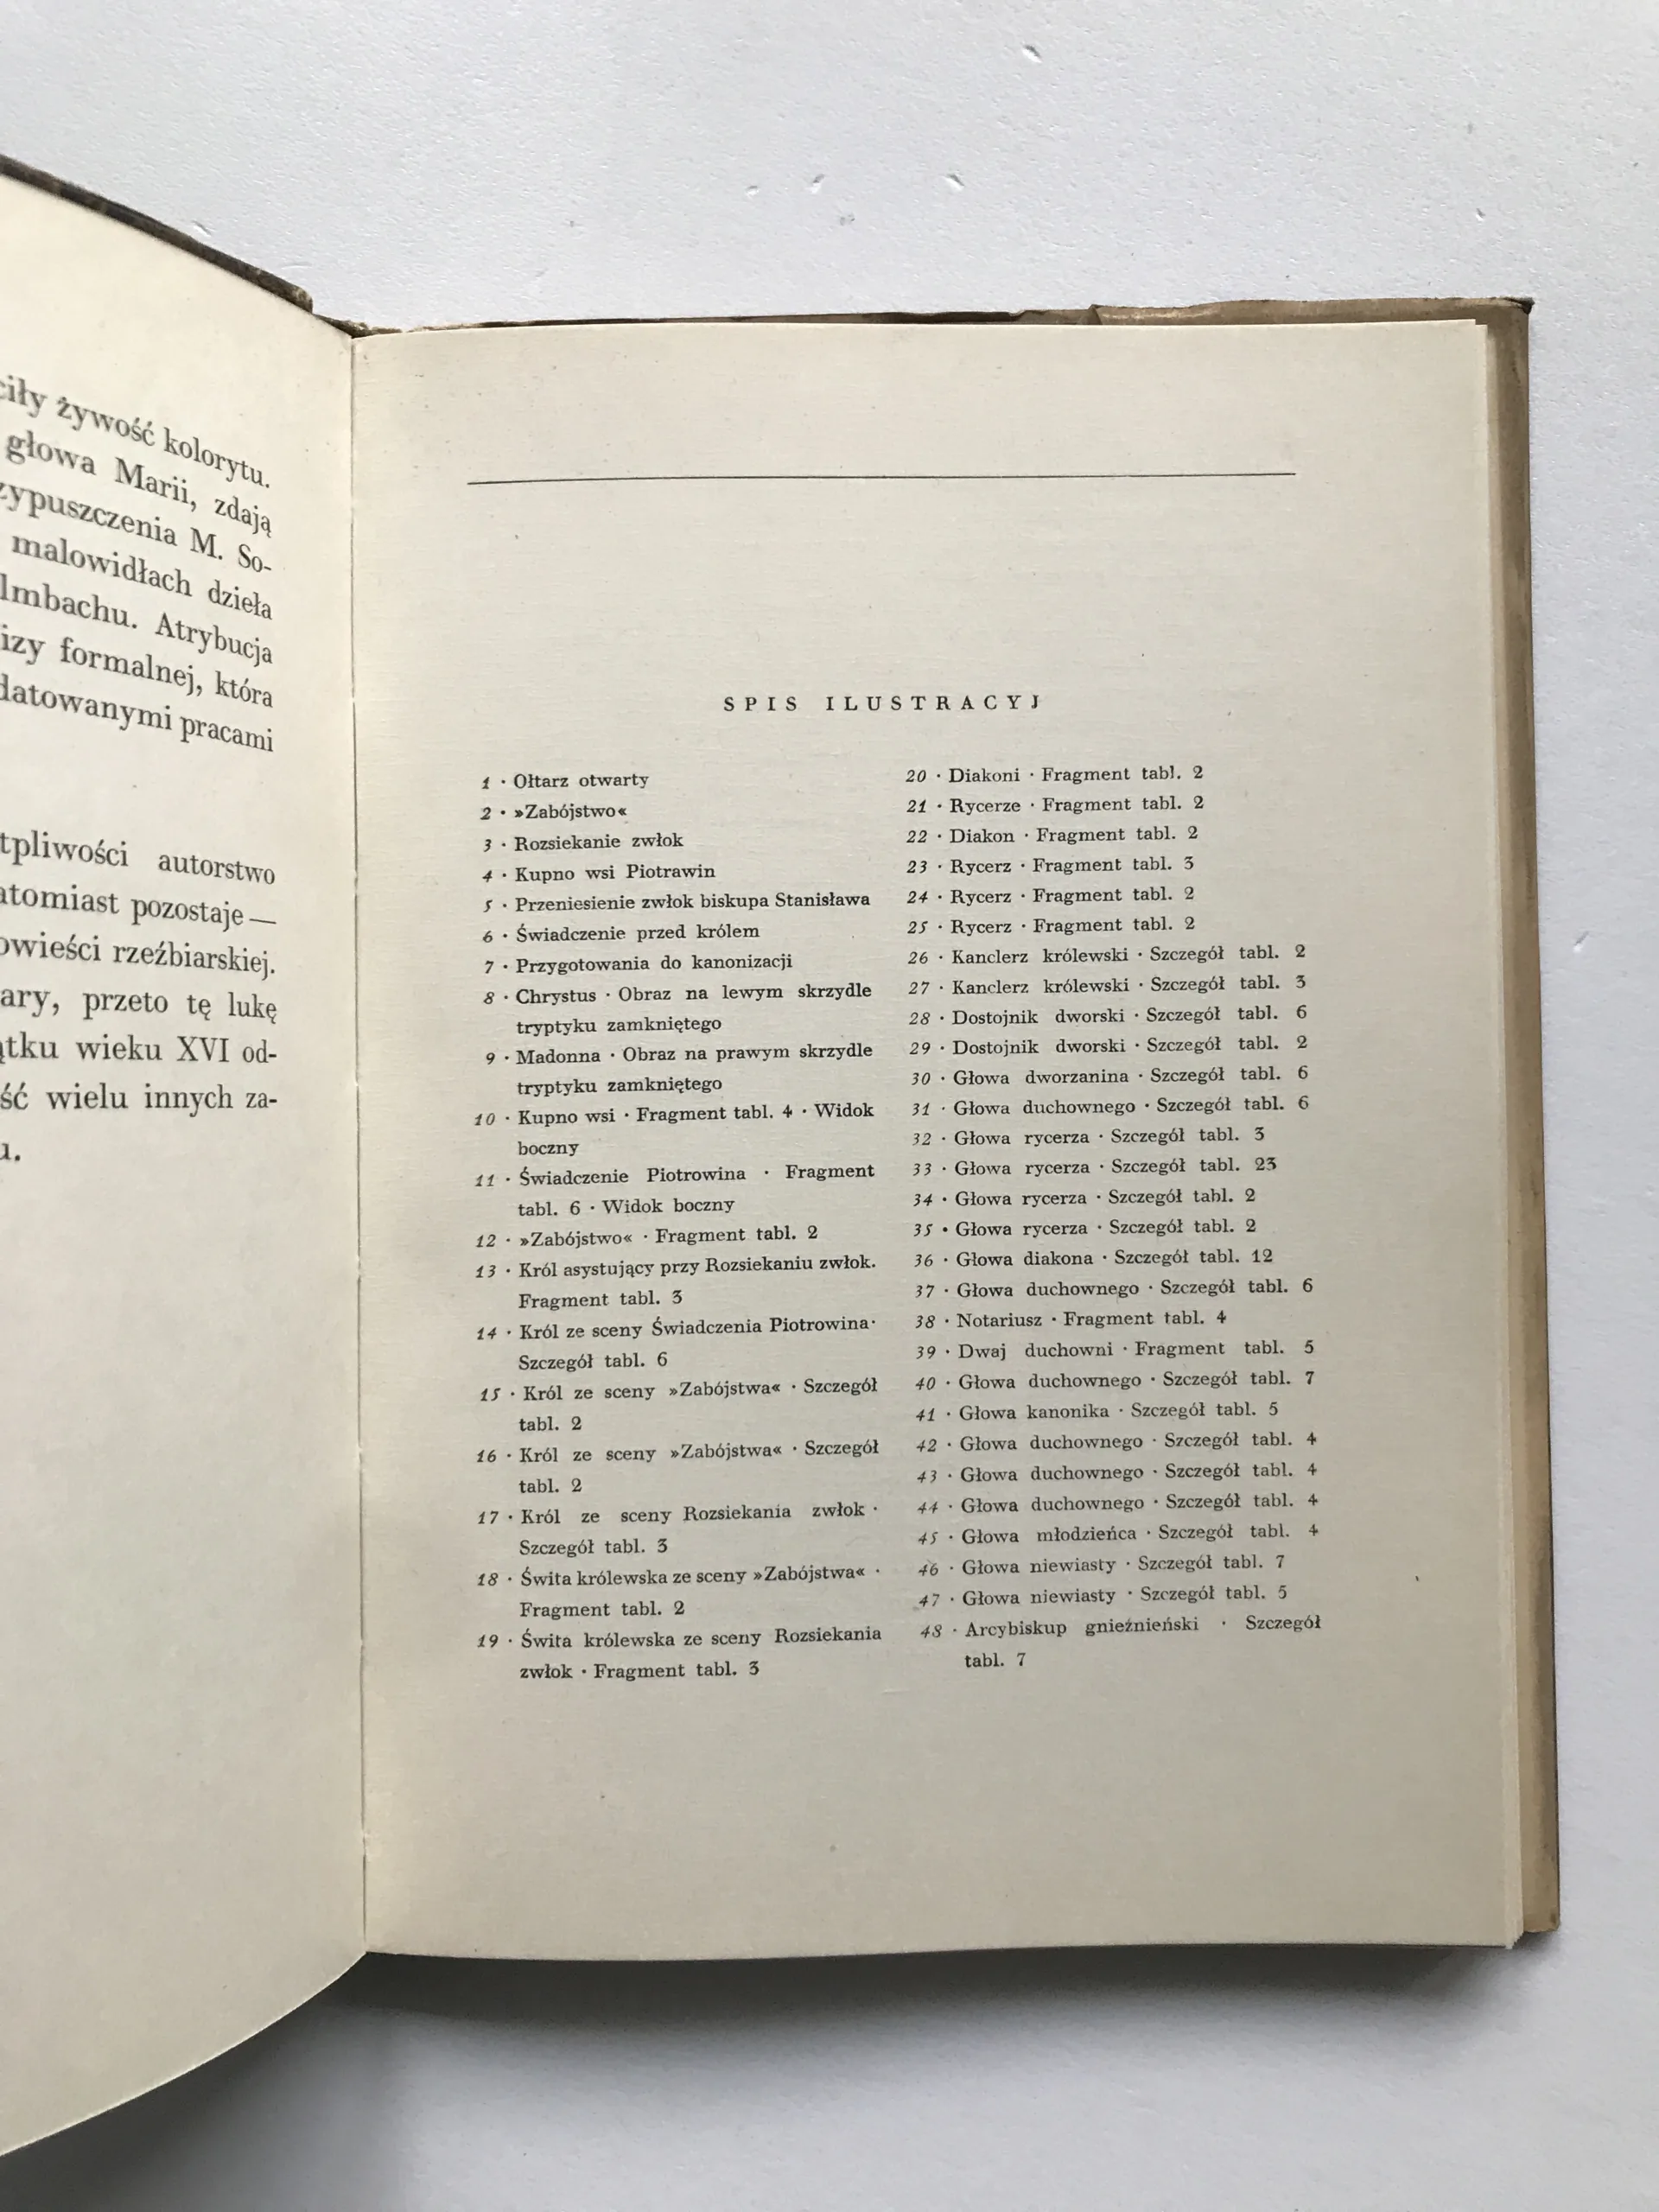 żywość kolorytu.
głowa Marii, zdają
M. So-
malowidłach dzieła
Atrybucja
formalnej, która
pracami
autorstwo
pozostaje —
rzeźbiarskiej.
przeto tę lukę
wieku XVI od-
wielu innych za-
SPIS ILUSTRACYJ
1 · Ołtarz otwarty
2 · »Zabójstwo«
3 · Rozsiekanie zwłok
4 · Kupno wsi Piotrawin
5 · Przeniesienie zwłok biskupa Stanisława
6 · Świadczenie przed królem
7 · Przygotowania do kanonizacji
8 · Chrystus · Obraz na lewym skrzydle
tryptyku zamkniętego
9 · Madonna · Obraz na prawym skrzydle
tryptyku zamkniętego
10 · Kupno wsi · Fragment tabl. 4 · Widok
boczny
11 · Świadczenie Piotrowina · Fragment
tabl. 6 · Widok boczny
12 · »Zabójstwo« · Fragment tabl. 2
13 · Król asystujący przy Rozsiekaniu zwłok.
Fragment tabl. 3
14 · Król ze sceny Świadczenia Piotrowina·
Szczegół tabl. 6
15 · Król ze sceny »Zabójstwa« · Szczegół
tabl. 2
16 · Król ze sceny »Zabójstwa« · Szczegół
tabl. 2
17 · Król ze sceny Rozsiekania zwłok ·
Szczegół tabl. 3
18 · Świta królewska ze sceny »Zabójstwa« ·
Fragment tabl. 2
19 · Świta królewska ze sceny Rozsiekania
zwłok · Fragment tabl. 3
20 · Diakoni · Fragment tabl. 2
21 · Rycerze · Fragment tabl. 2
22 · Diakon · Fragment tabl. 2
23 · Rycerz · Fragment tabl. 3
24 · Rycerz · Fragment tabl. 2
25 · Rycerz · Fragment tabl. 2
26 · Kanclerz królewski · Szczegół tabl. 2
27 · Kanclerz królewski · Szczegół tabl. 3
28 · Dostojnik dworski · Szczegół tabl. 6
29 · Dostojnik dworski · Szczegół tabl. 2
30 · Głowa dworzanina · Szczegół tabl. 6
31 · Głowa duchownego · Szczegół tabl. 6
32 · Głowa rycerza · Szczegół tabl. 3
33 · Głowa rycerza · Szczegół tabl. 23
34 · Głowa rycerza · Szczegół tabl. 2
35 · Głowa rycerza · Szczegół tabl. 2
36 · Głowa diakona · Szczegół tabl. 12
37 · Głowa duchownego · Szczegół tabl. 6
38 · Notariusz · Fragment tabl. 4
39 · Dwaj duchowni · Fragment tabl. 5
40 · Głowa duchownego · Szczegół tabl. 7
41 · Głowa kanonika · Szczegół tabl. 5
42 · Głowa duchownego · Szczegół tabl. 4
43 · Głowa duchownego · Szczegół tabl. 4
44 · Głowa duchownego · Szczegół tabl. 4
45 · Głowa młodzieńca · Szczegół tabl. 4
46 · Głowa niewiasty · Szczegół tabl. 7
47 · Głowa niewiasty · Szczegół tabl. 5
48 · Arcybiskup gnieźnieński · Szczegół
tabl. 7